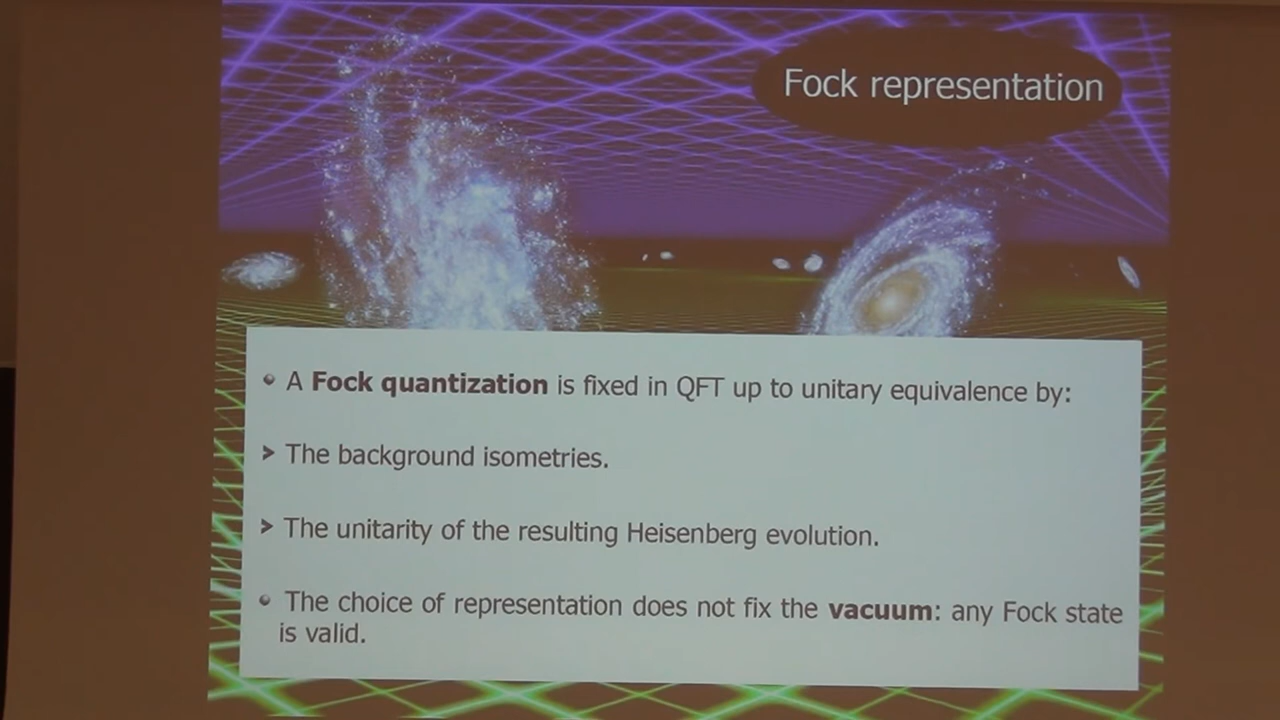 Fock representation
• A Fock quantization is fixed in QFT up to unitary equivalence by:
➤ The background isometries.
➤ The unitarity of the resulting Heisenberg evolution.
• The choice of representation does not fix the vacuum: any Fock state
is valid.